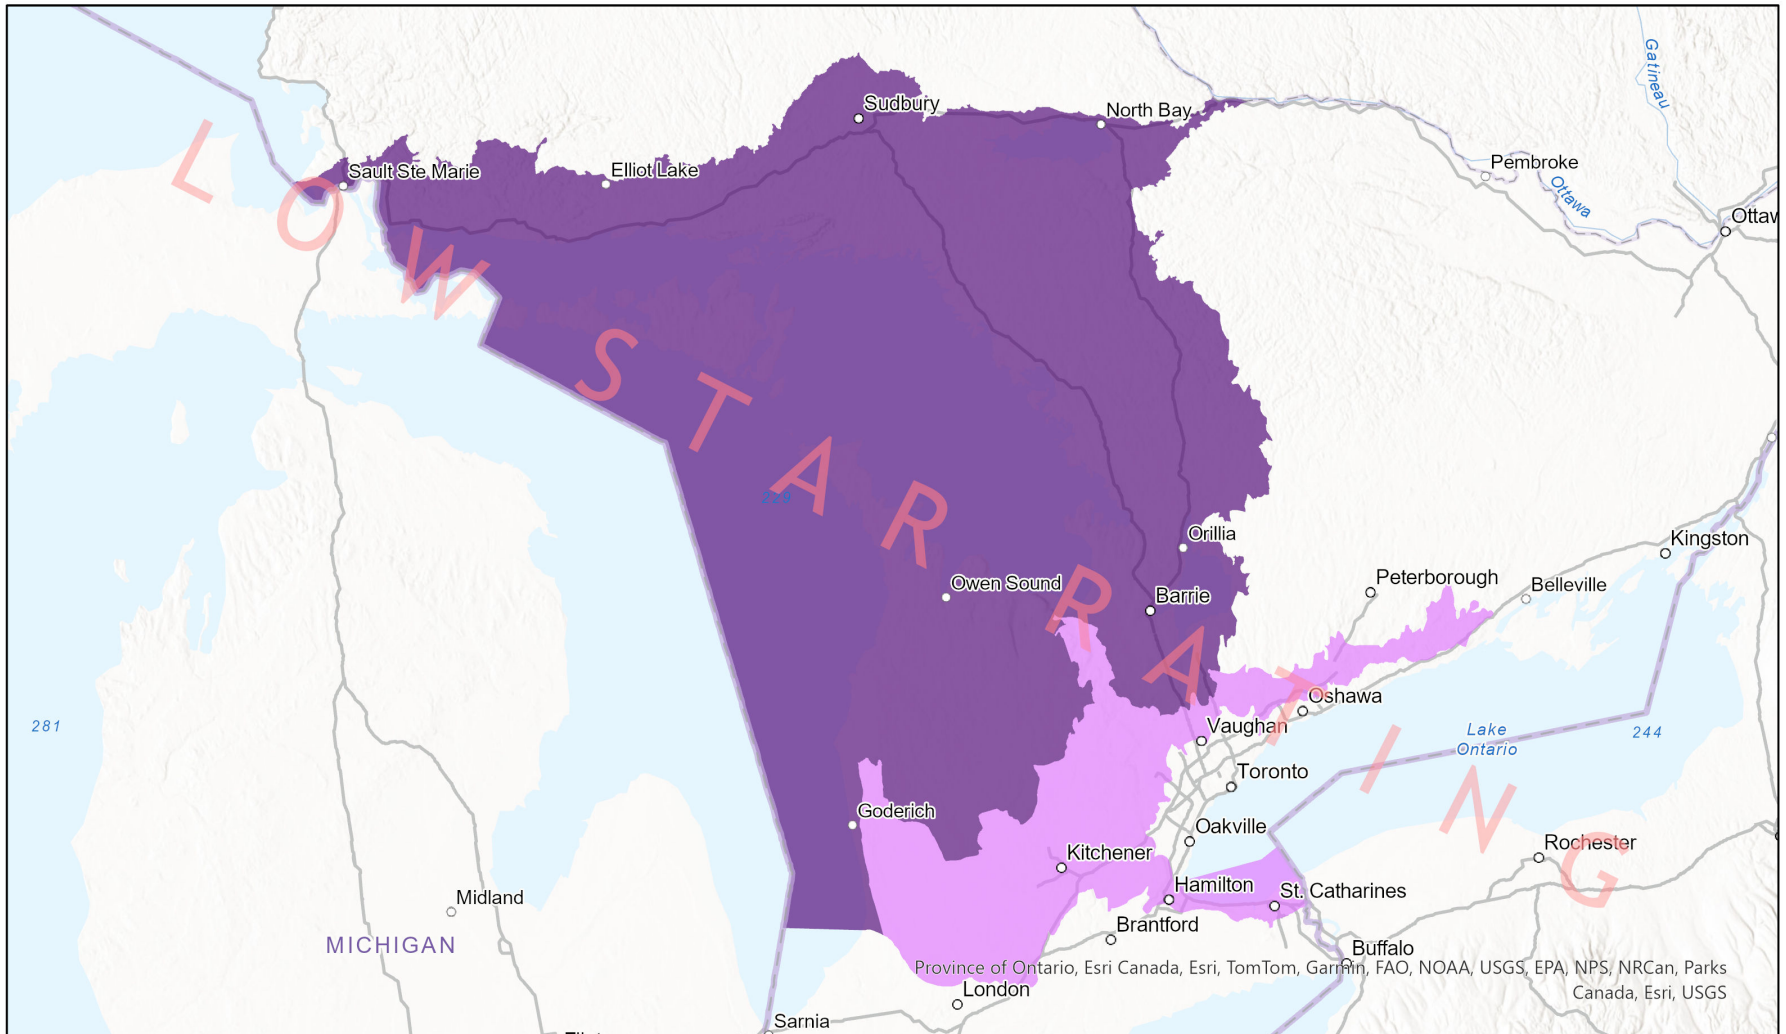 Gatineau
Sudbury
North Bay
Pembroke
Sault Ste Marie
Elliot Lake
Ottawa
Ottaw
LOW STAR RATING
229
Orillia
Kingston
Peterborough
Belleville
Owen Sound
Barrie
Oshawa
281
Vaughan
Lake
Ontario
244
Toronto
Goderich
Oakville
Rochester
Kitchener
Hamilton
St. Catharines
Midland
Brantford
MICHIGAN
Buffalo
Province of Ontario, Esri Canada, Esri, TomTom, Garmin, FAO, NOAA, USGS, EPA, NPS, NRCan, Parks
Canada, Esri, USGS
London
Sarnia